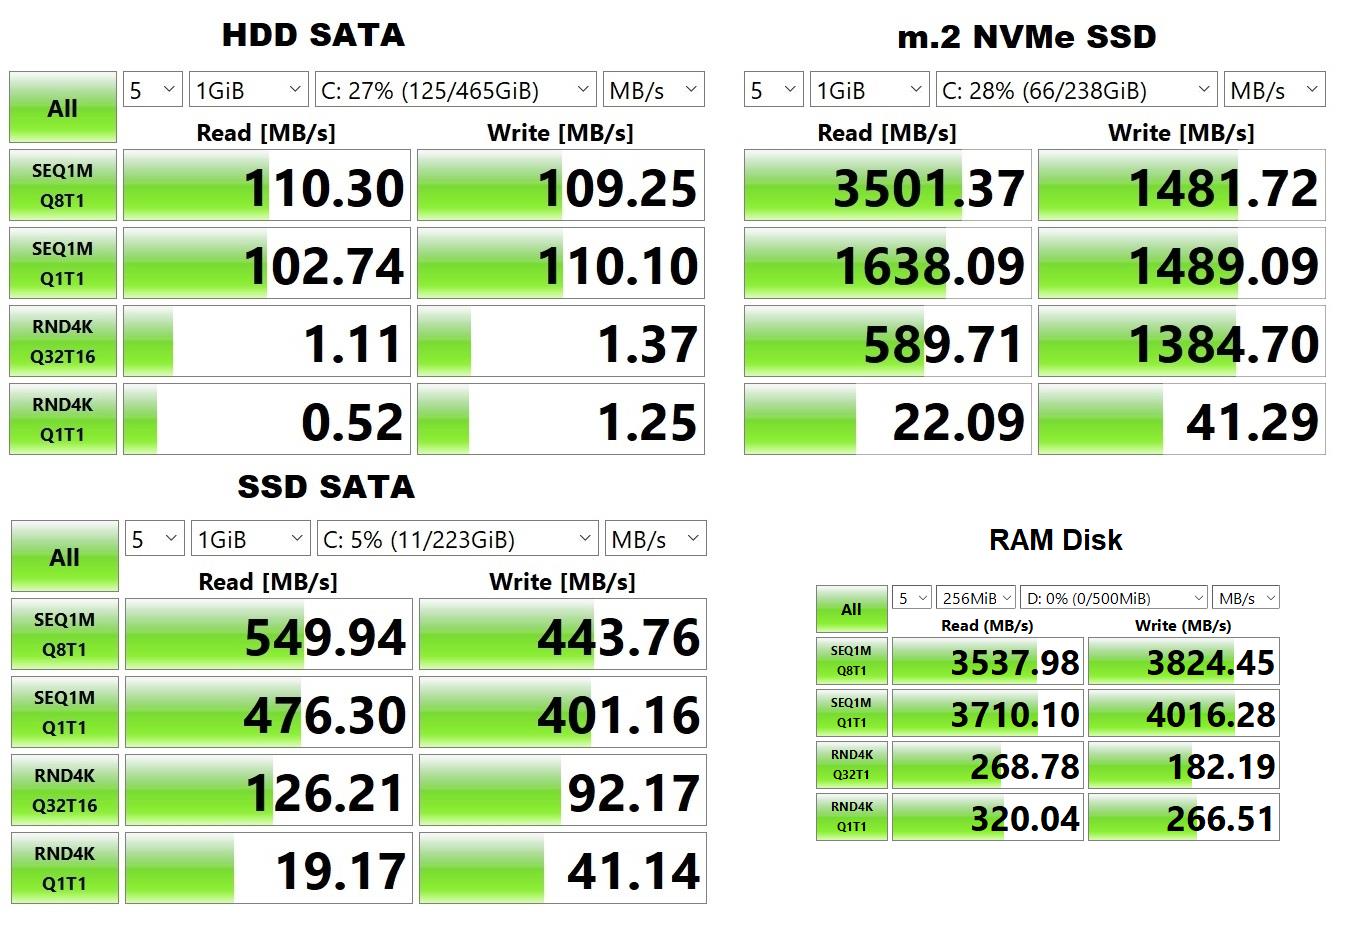 HDD SATA
All 5 1GiB C: 27% (125/465GiB) MB/s
Read [MB/s] Write [MB/s]
SEQ1M Q8T1 110.30 109.25
SEQ1M Q1T1 102.74 110.10
RND4K Q32T16 1.11 1.37
RND4K Q1T1 0.52 1.25
m.2 NVMe SSD
5 1GiB C: 28% (66/238GiB) MB/s
Read [MB/s] Write [MB/s]
3501.37 1481.72
1638.09 1489.09
589.71 1384.70
22.09 41.29
SSD SATA
All 5 1GiB C: 5% (11/223GiB) MB/s
Read [MB/s] Write [MB/s]
SEQ1M Q8T1 549.94 443.76
SEQ1M Q1T1 476.30 401.16
RND4K Q32T16 126.21 92.17
RND4K Q1T1 19.17 41.14
RAM Disk
All 5 256MiB D: 0% (0/500MiB) MB/s
Read (MB/s) Write (MB/s)
SEQ1M Q8T1 3537.98 3824.45
SEQ1M Q1T1 3710.10 4016.28
RND4K Q32T1 268.78 182.19
RND4K Q1T1 320.04 266.51